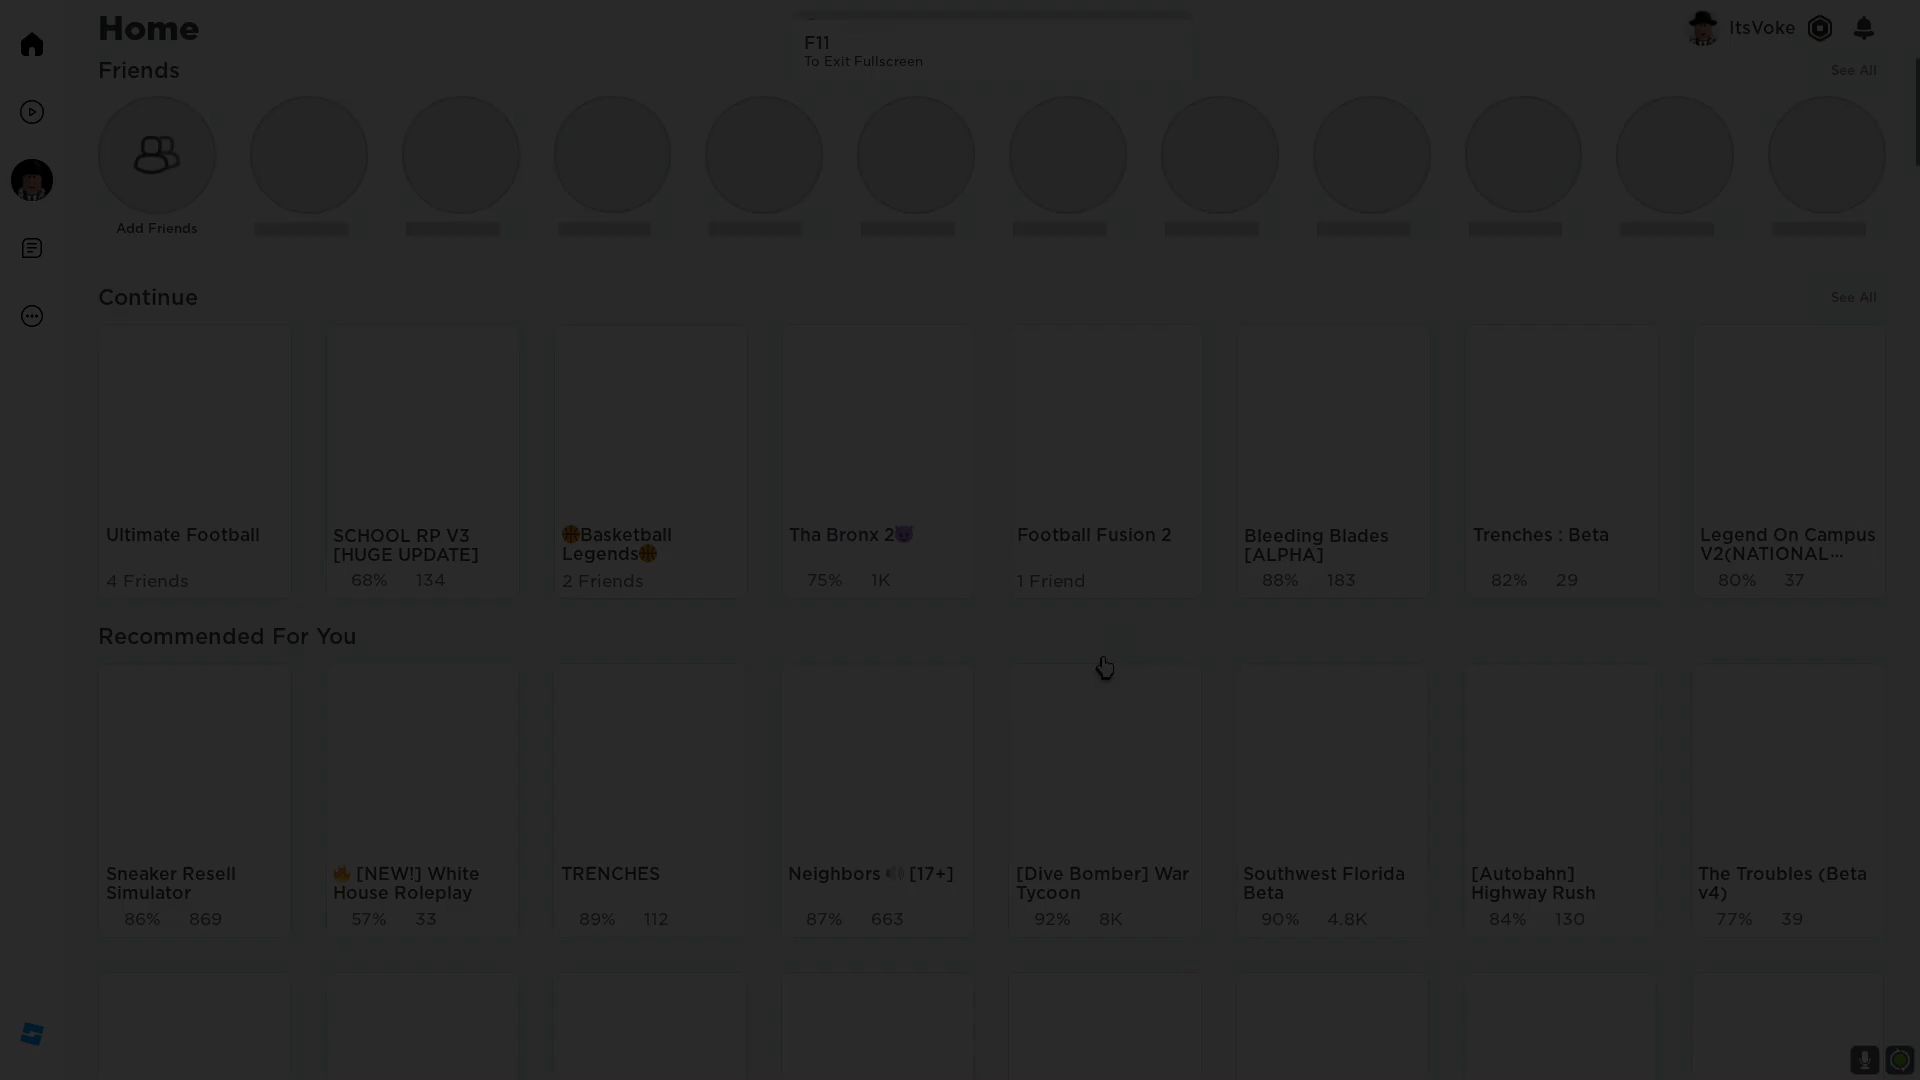 Home
F11
To Exit Fullscreen
ItsVoke
Friends
See All
Add Friends
Continue
See All
Ultimate Football
4 Friends
SCHOOL RP V3
[HUGE UPDATE]
68% 134
🏀Basketball
Legends🏀
2 Friends
Tha Bronx 2😈
75% 1K
Football Fusion 2
1 Friend
Bleeding Blades
[ALPHA]
88% 183
Trenches : Beta
82% 29
Legend On Campus
V2(NATIONAL...
80% 37
Recommended For You
Sneaker Resell
Simulator
86% 869
🔥 [NEW!] White
House Roleplay
57% 33
TRENCHES
89% 112
Neighbors 🔊 [17+]
87% 663
[Dive Bomber] War
Tycoon
92% 8K
Southwest Florida
Beta
90% 4.8K
[Autobahn]
Highway Rush
84% 130
The Troubles (Beta
v4)
77% 39